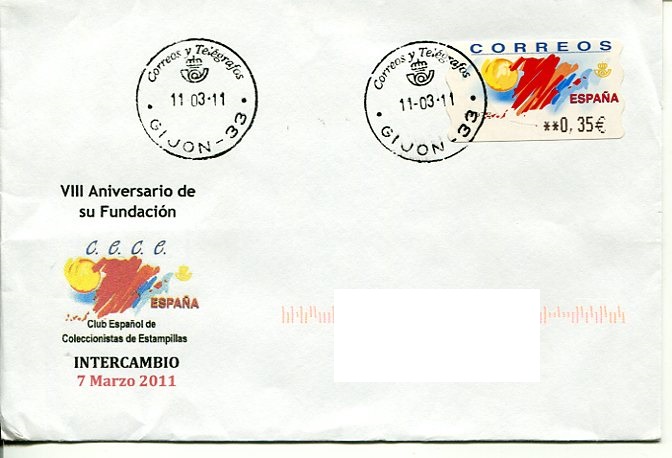 Correos y Telégrafos
11 03-11
GIJON-33
Correos y Telégrafos
11-03-11
GIJON-33
CORREOS
ESPAÑA
**0,35€
VIII Aniversario de
su Fundación
C.E.C.E.
ESPAÑA
Club Español de
Coleccionistas de Estampillas
INTERCAMBIO
7 Marzo 2011